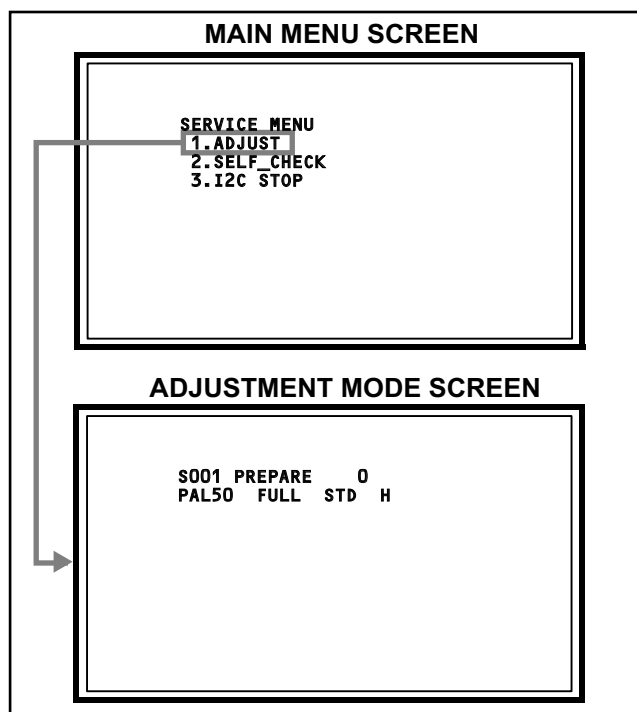 MAIN MENU SCREEN
SERVICE MENU
1.ADJUST
2.SELF_CHECK
3.I2C STOP
ADJUSTMENT MODE SCREEN
S001 PREPARE 0
PAL50 FULL STD H